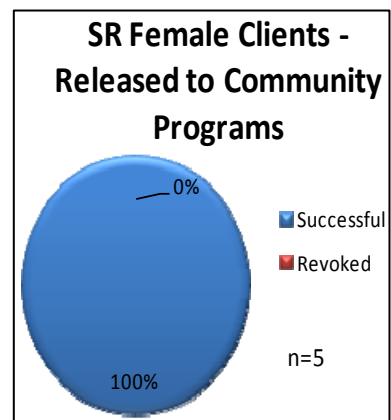 SR Female Clients -
Released to Community
Programs
0%
Successful
Revoked
n=5
100%